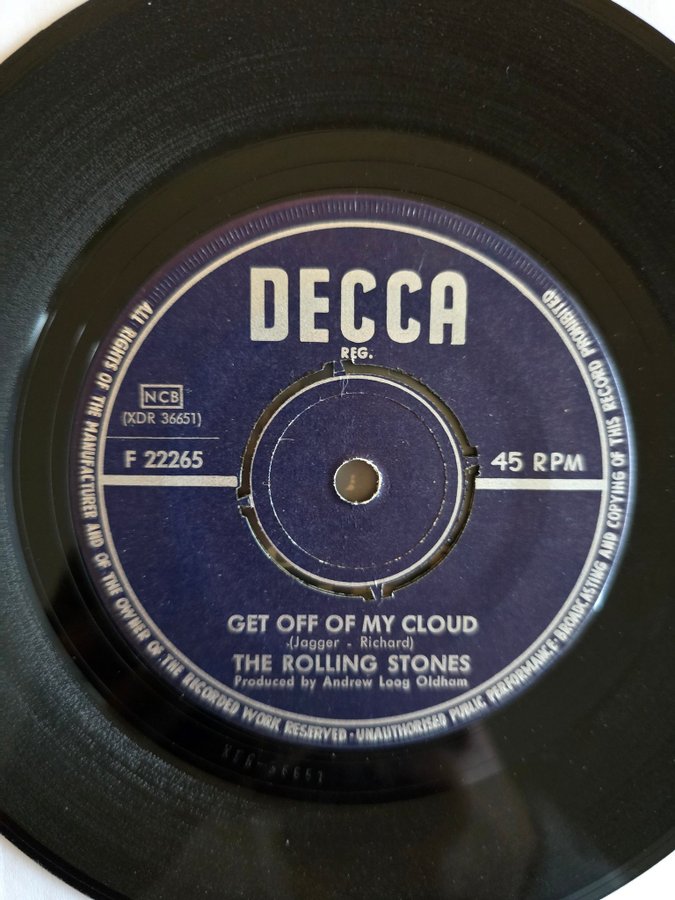 DECCA
REG.
NCB
(XDR 36651)
F 22265
45 RPM
GET OFF OF MY CLOUD
(Jagger - Richard)
THE ROLLING STONES
Produced by Andrew Loog Oldham
ALL RIGHTS OF THE MANUFACTURER AND OF THE OWNER OF THE RECORDED WORK RESERVED · UNAUTHORISED PUBLIC PERFORMANCE · BROADCASTING AND COPYING OF THIS RECORD PROHIBITED